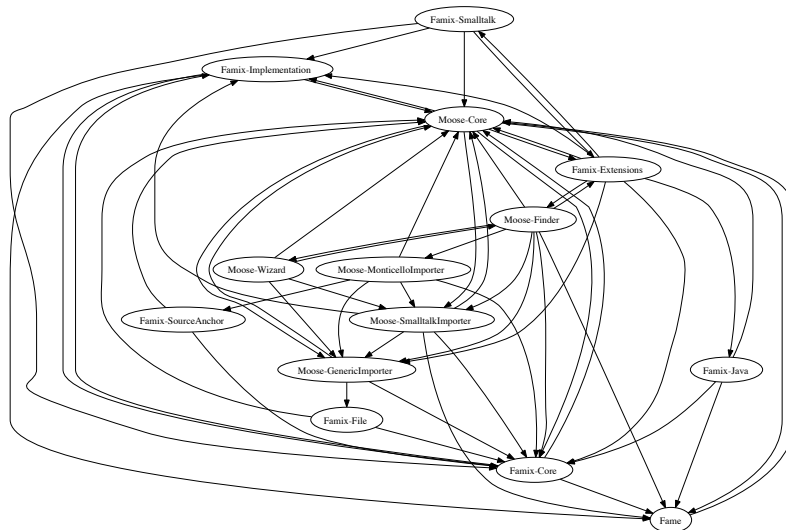 Famix-Smalltalk
Famix-Implementation
Moose-Core
Famix-Extensions
Moose-Finder
Moose-Wizard
Moose-MonticelloImporter
Famix-SourceAnchor
Moose-SmalltalkImporter
Moose-GenericImporter
Famix-Java
Famix-File
Famix-Core
Fame